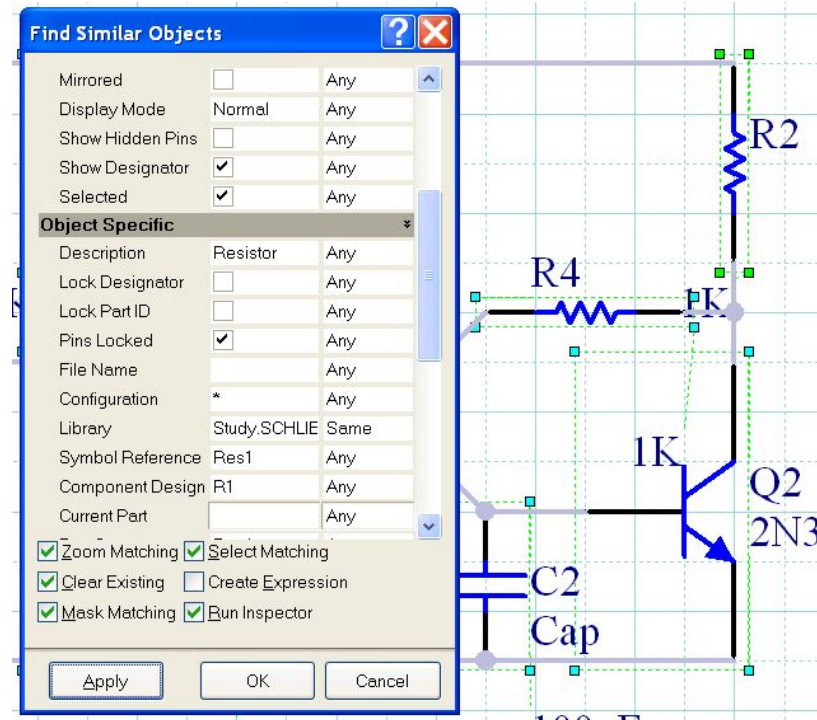 Find Similar Objects
Mirrored Any
Display Mode Normal Any
Show Hidden Pins Any
Show Designator Any
Selected Any
Object Specific
Description Resistor Any
Lock Designator Any
Lock Part ID Any
Pins Locked Any
File Name Any
Configuration * Any
Library Study.SCHLIE Same
Symbol Reference Res1 Any
Component Design R1 Any
Current Part Any
Zoom Matching Select Matching
Clear Existing Create Expression
Mask Matching Run Inspector
Apply OK Cancel
R2
R4
1K
1K
Q2
2N3
C2
Cap